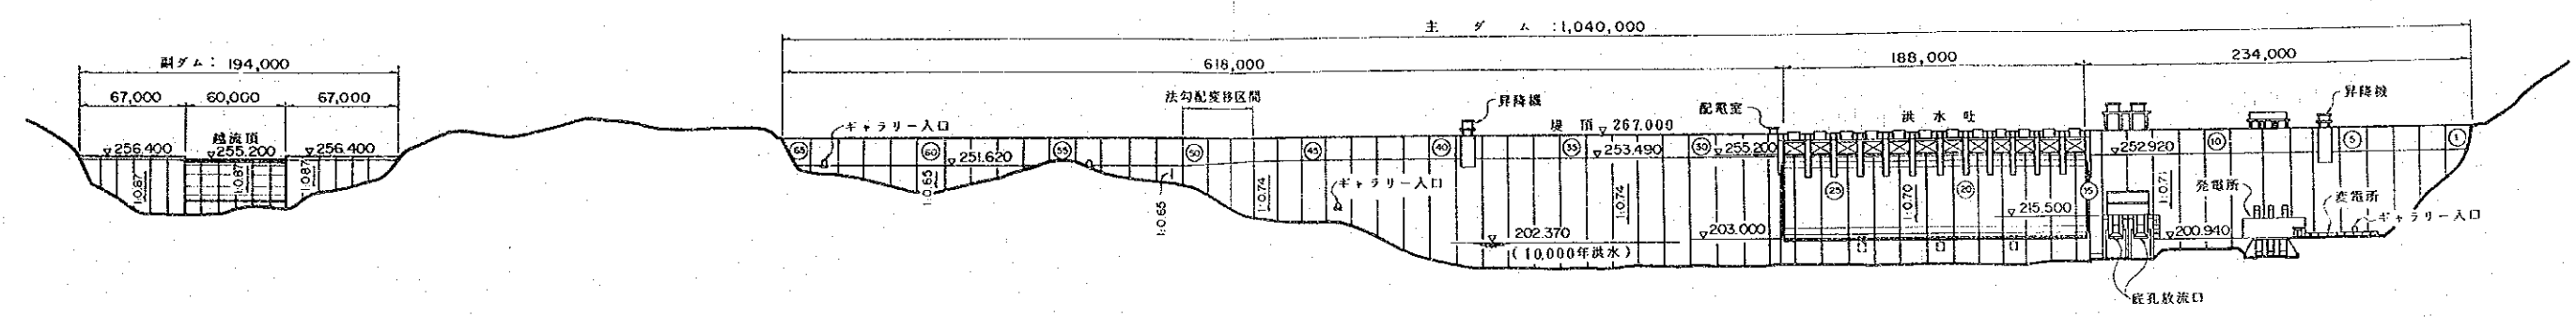 主 ダ ム :1,040,000
副ダム: 194,000
618,000
188,000
234,000
67,000
60,000
67,000
法勾配変移区間
昇降機
配電室
洪 水 吐
昇降機
ギャラリー入口
堤 頂 267.000
越流頂
256.400
255.200
256.400
65
60
251.620
55
50
45
40
35
253.490
30
255.200
252.920
10
5
1
1:0.87
1:0.87
1:0.87
1:0.65
1:0.65
1:0.74
ギャラリー入口
1:0.74
25
1:0.70
20
15
1:0.71
発電所
変電所
ギャラリー入口
215.500
202.370
(10,000年洪水)
203.000
200.940
底孔放流口